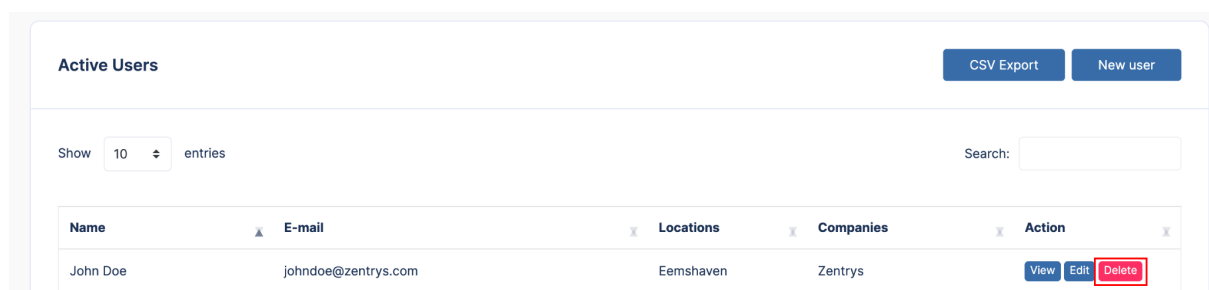 Active Users CSV Export New user
Show 10 entries Search:
Name E-mail Locations Companies Action
John Doe johndoe@zentrys.com Eemshaven Zentrys View Edit Delete